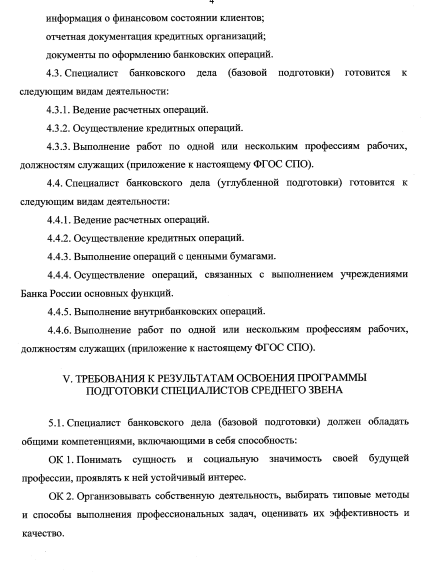 4
информация о финансовом состоянии клиентов;
отчетная документация кредитных организаций;
документы по оформлению банковских операций.
4.3. Специалист банковского дела (базовой подготовки) готовится к
следующим видам деятельности:
4.3.1. Ведение расчетных операций.
4.3.2. Осуществление кредитных операций.
4.3.3. Выполнение работ по одной или нескольким профессиям рабочих,
должностям служащих (приложение к настоящему ФГОС СПО).
4.4. Специалист банковского дела (углубленной подготовки) готовится к
следующим видам деятельности:
4.4.1. Ведение расчетных операций.
4.4.2. Осуществление кредитных операций.
4.4.3. Выполнение операций с ценными бумагами.
4.4.4. Осуществление операций, связанных с выполнением учреждениями
Банка России основных функций.
4.4.5. Выполнение внутрибанковских операций.
4.4.6. Выполнение работ по одной или нескольким профессиям рабочих,
должностям служащих (приложение к настоящему ФГОС СПО).
V. ТРЕБОВАНИЯ К РЕЗУЛЬТАТАМ ОСВОЕНИЯ ПРОГРАММЫ
ПОДГОТОВКИ СПЕЦИАЛИСТОВ СРЕДНЕГО ЗВЕНА
5.1. Специалист банковского дела (базовой подготовки) должен обладать
общими компетенциями, включающими в себя способность:
ОК 1. Понимать сущность и социальную значимость своей будущей
профессии, проявлять к ней устойчивый интерес.
ОК 2. Организовывать собственную деятельность, выбирать типовые методы
и способы выполнения профессиональных задач, оценивать их эффективность и
качество.